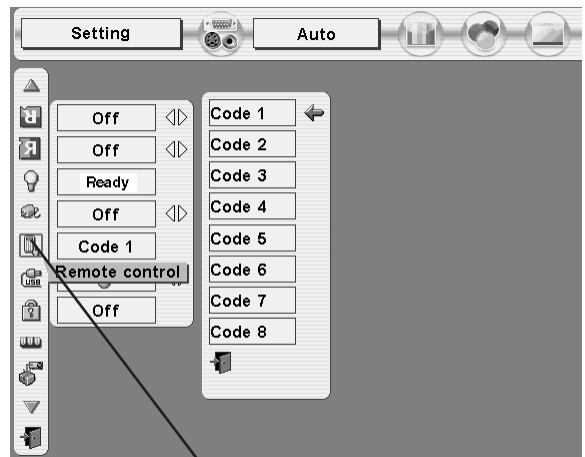 Setting
Auto
Off
Off
Ready
Off
Code 1
Remote control
Off
Code 1
Code 2
Code 3
Code 4
Code 5
Code 6
Code 7
Code 8
USB